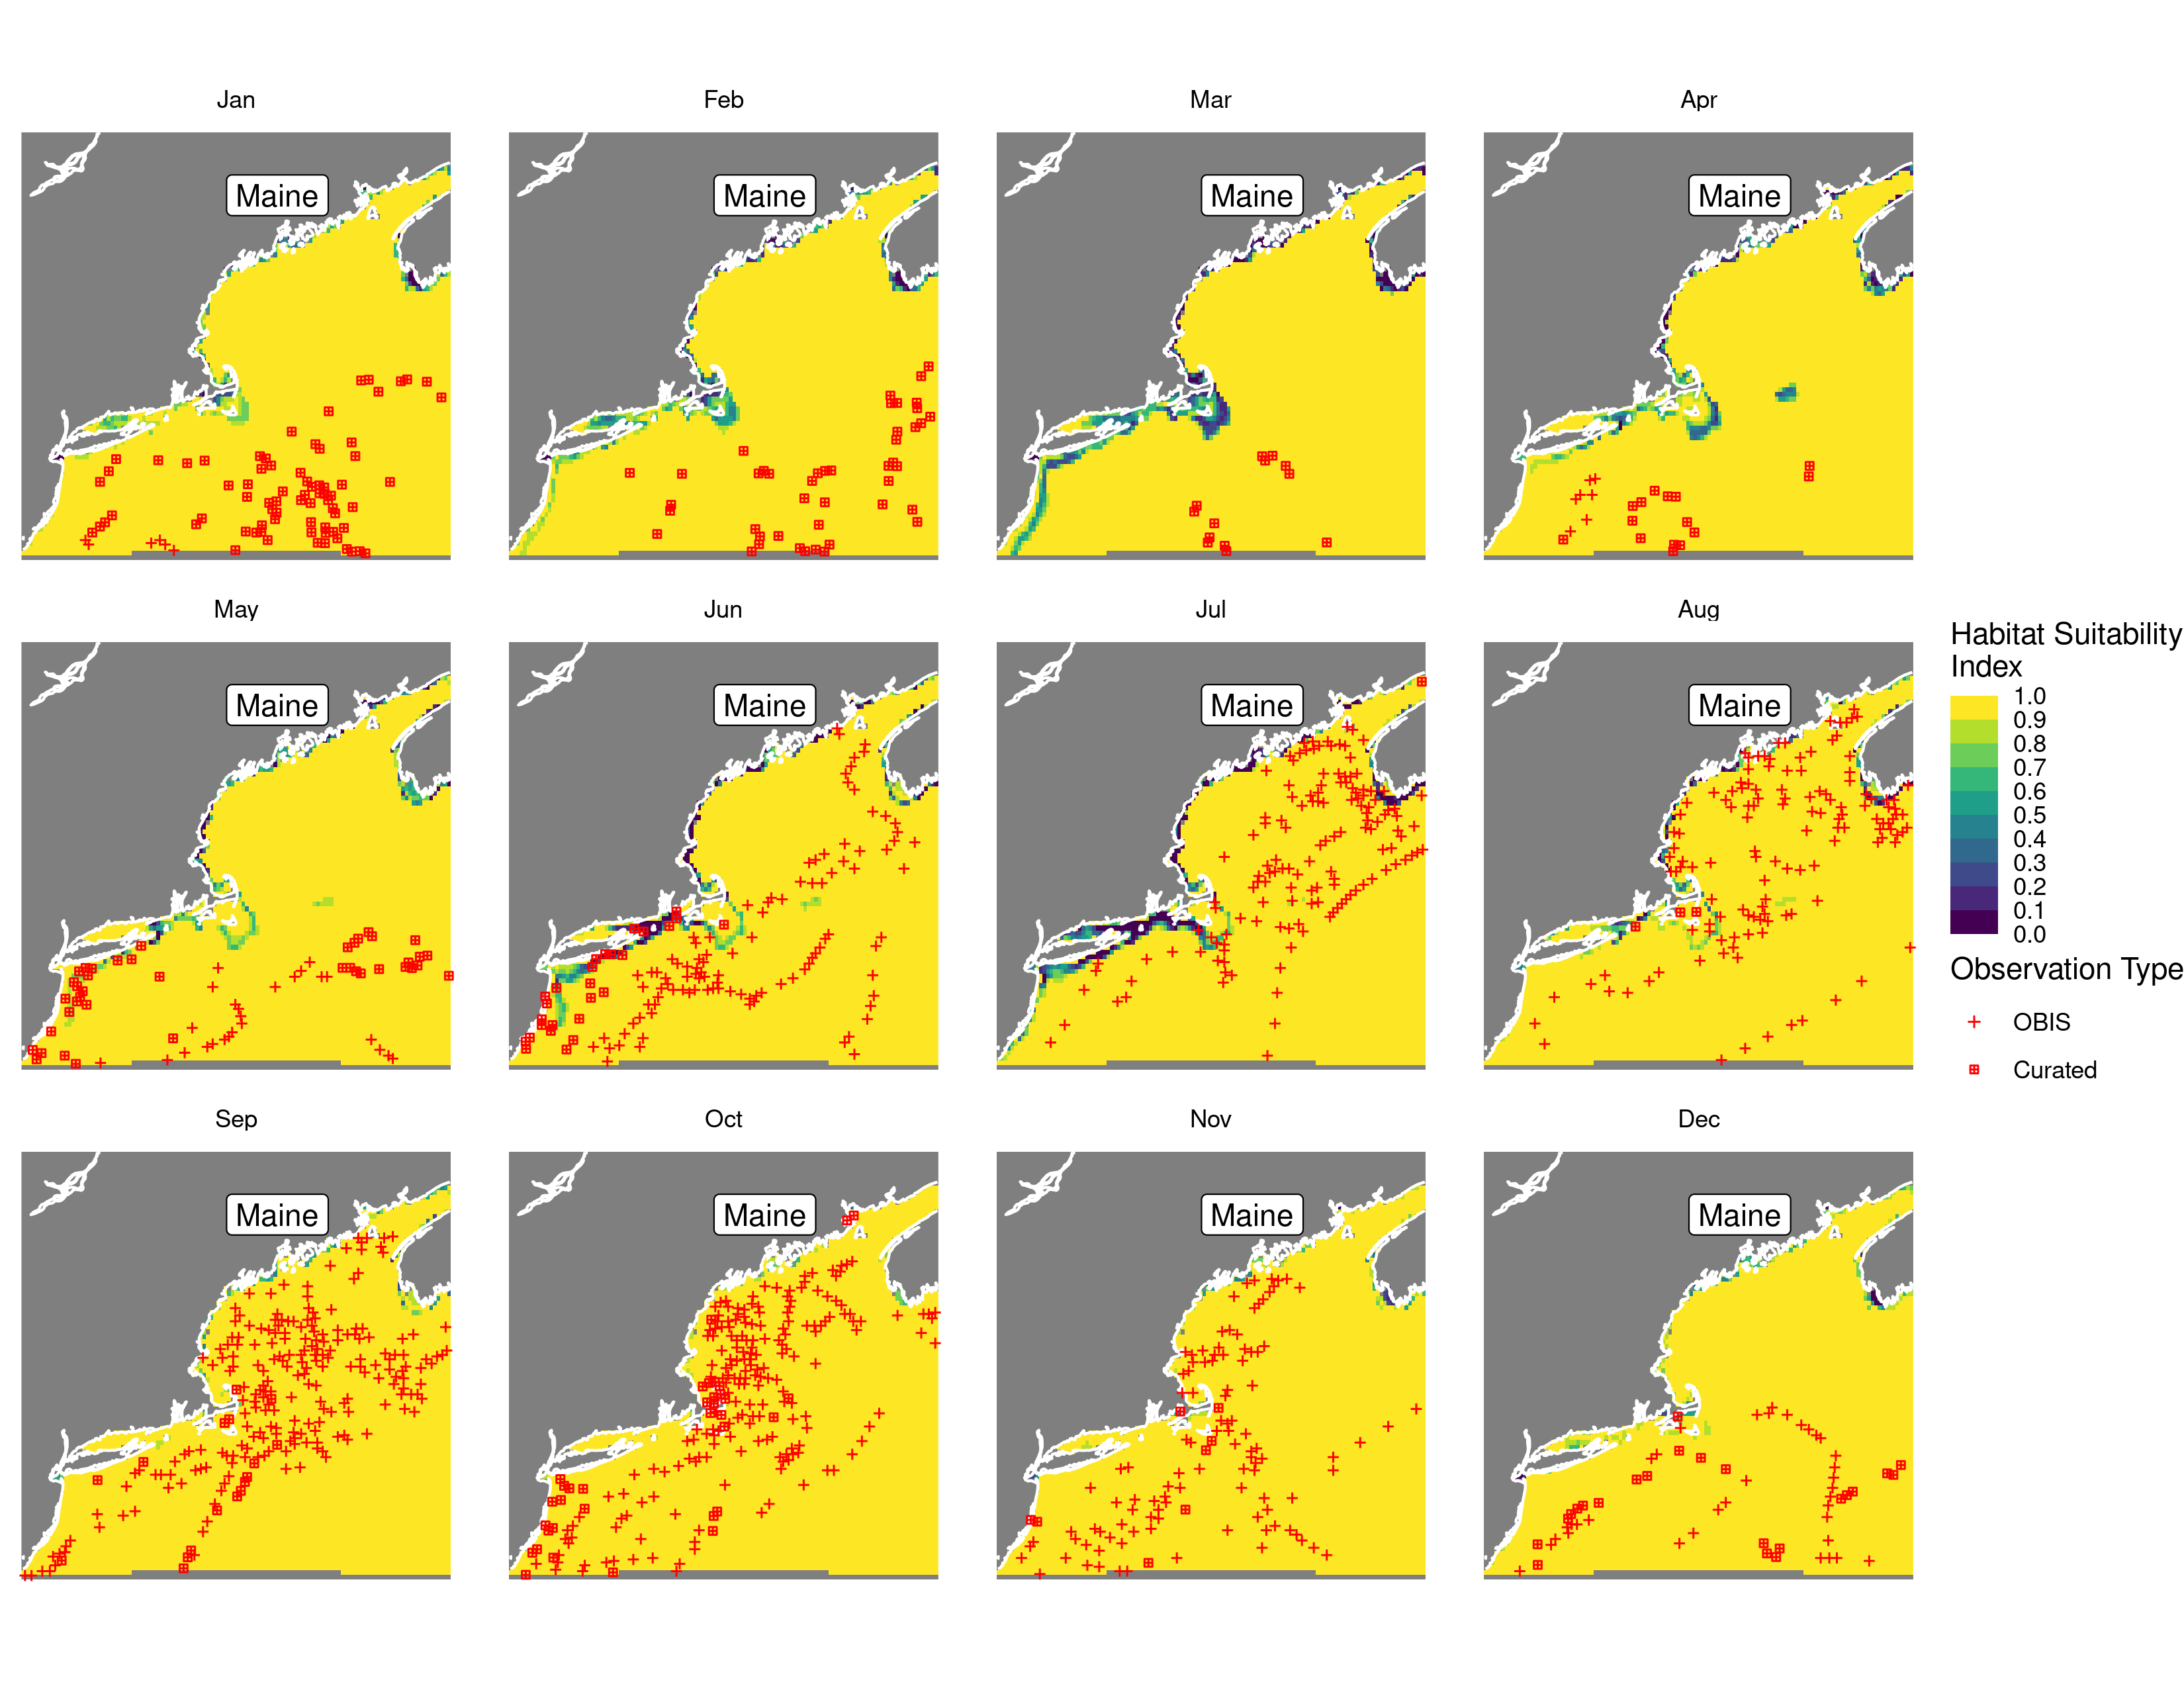 Jan
Feb
Mar
Apr
Maine
Maine
Maine
Maine
May
Jun
Jul
Aug
Maine
Maine
Maine
Maine
Habitat Suitability
Index
1.0
0.9
0.8
0.7
0.6
0.5
0.4
0.3
0.2
0.1
0.0
Observation Type
OBIS
Curated
Sep
Oct
Nov
Dec
Maine
Maine
Maine
Maine